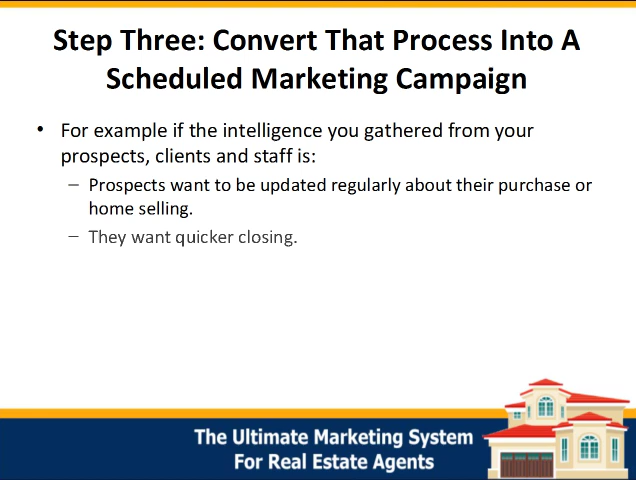 Step Three: Convert That Process Into A
Scheduled Marketing Campaign
• For example if the intelligence you gathered from your
prospects, clients and staff is:
– Prospects want to be updated regularly about their purchase or
home selling.
– They want quicker closing.
The Ultimate Marketing System
For Real Estate Agents